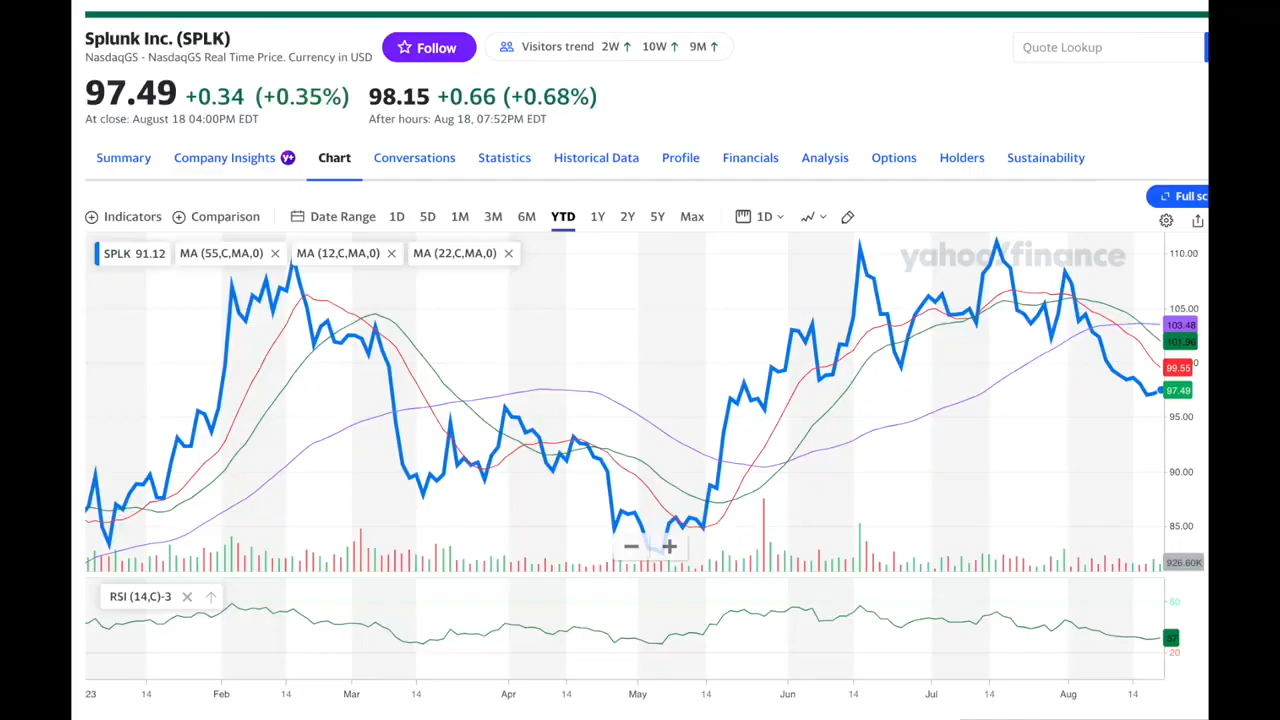 Splunk Inc. (SPLK)
Follow
Visitors trend 2W ↑ 10W ↑ 9M ↑
Quote Lookup
NasdaqGS - NasdaqGS Real Time Price. Currency in USD
97.49 +0.34 (+0.35%) 98.15 +0.66 (+0.68%)
At close: August 18 04:00PM EDT After hours: Aug 18, 07:52PM EDT
Summary Company Insights Y+ Chart Conversations Statistics Historical Data Profile Financials Analysis Options Holders Sustainability
Full sc
Indicators Comparison Date Range 1D 5D 1M 3M 6M YTD 1Y 2Y 5Y Max 1D
SPLK 91.12 MA (55,C,MA,0) MA (12,C,MA,0) MA (22,C,MA,0)
yahoo/finance
110.00
105.00
103.48
101.96
99.55
97.49
95.00
90.00
85.00
926.60K
RSI (14,C)-3
80
37
20
23 14 Feb 14 Mar 14 Apr 14 May 14 Jun 14 Jul 14 Aug 14